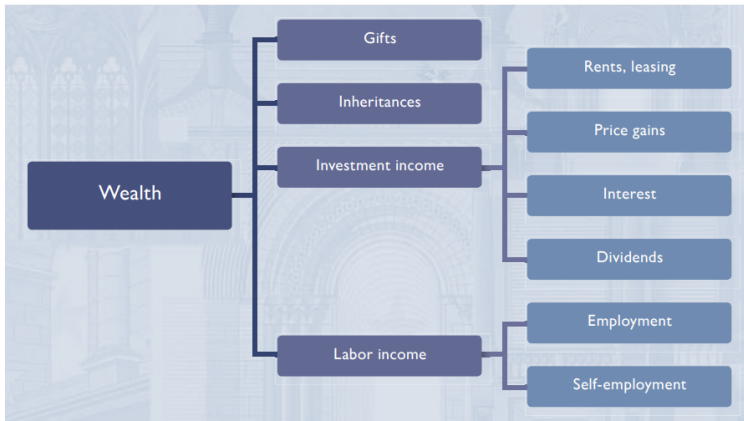 Wealth
Gifts
Inheritances
Investment income
Labor income
Rents, leasing
Price gains
Interest
Dividends
Employment
Self-employment